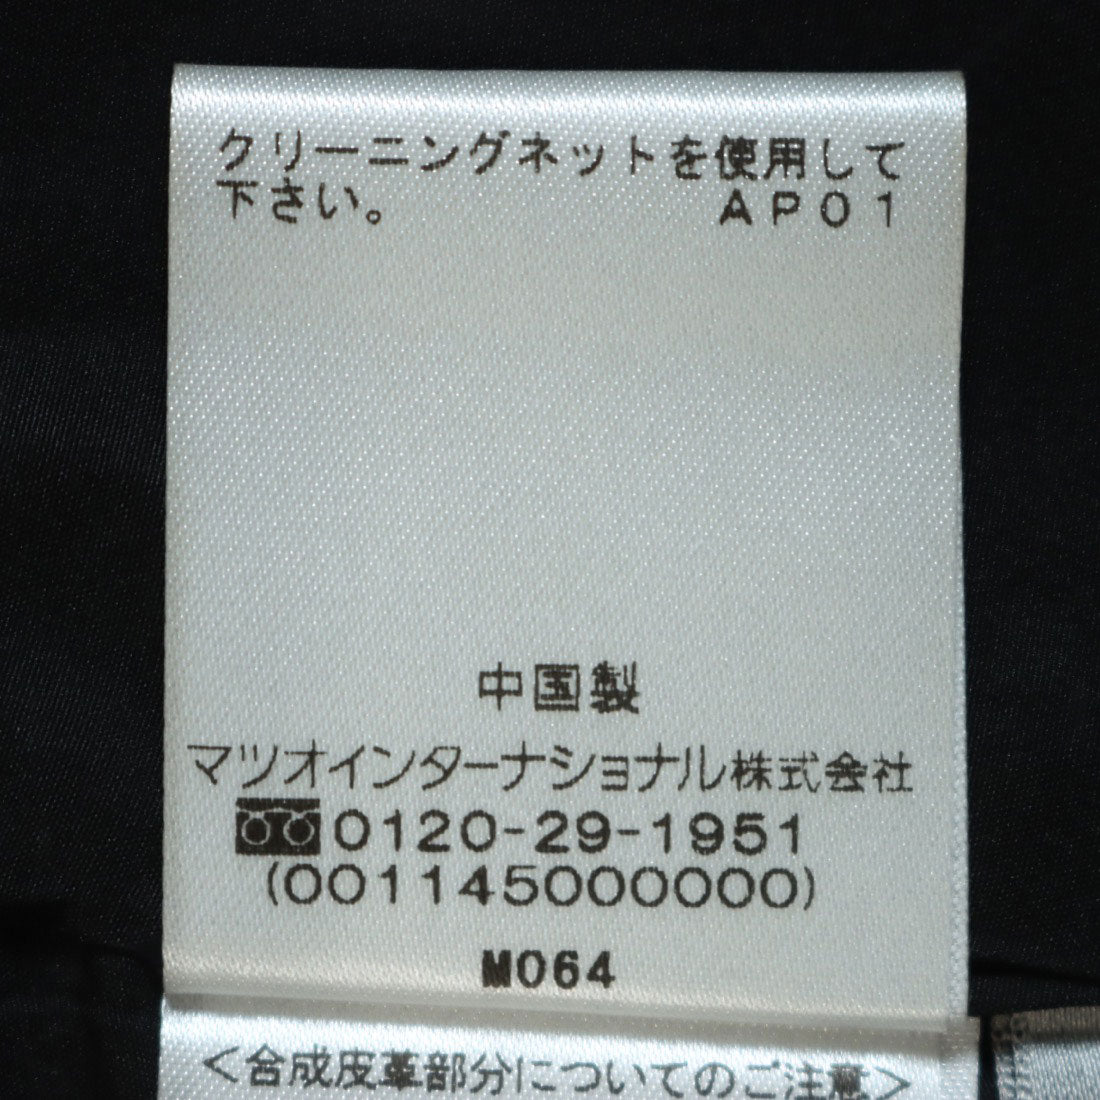 クリーニングネットを使用して
下さい。 AP01
中国製
マツオインターナショナル株式会社
0120-29-1951
(001145000000)
M064
<合成皮革部分についてのご注意>